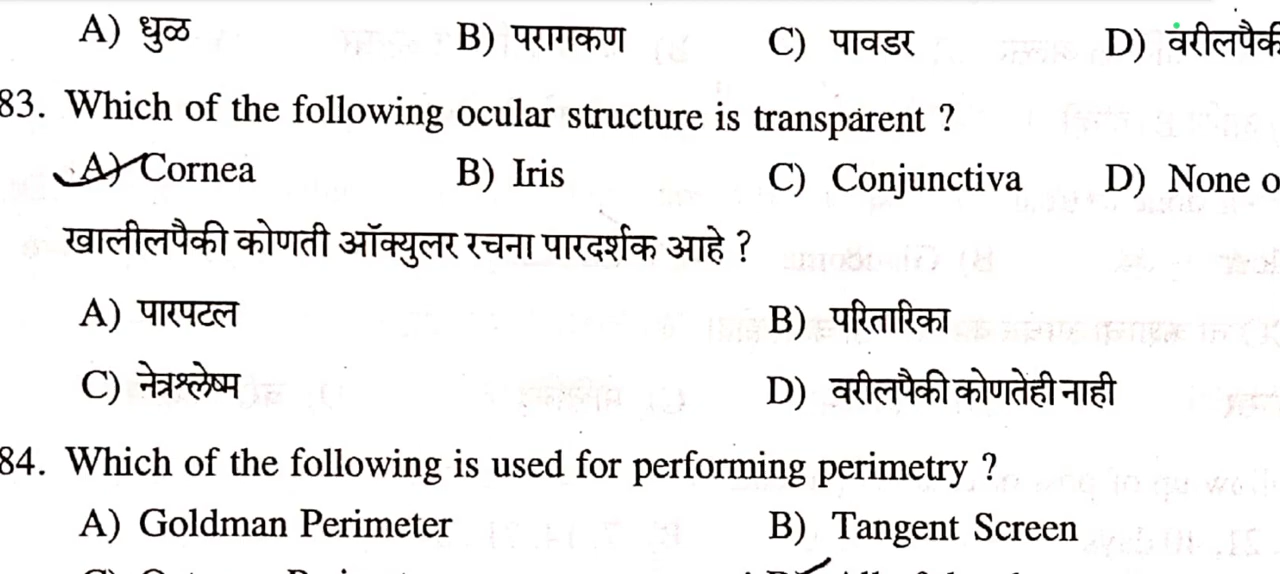 A) धुळ B) परागकण C) पावडर D) वरीलपैकी
83. Which of the following ocular structure is transparent ?
A) Cornea B) Iris C) Conjunctiva D) None o
खालीलपैकी कोणती ऑक्युलर रचना पारदर्शक आहे ?
A) पारपटल B) परितारिका
C) नेत्रश्लेष्म D) वरीलपैकी कोणतेही नाही
84. Which of the following is used for performing perimetry ?
A) Goldman Perimeter B) Tangent Screen